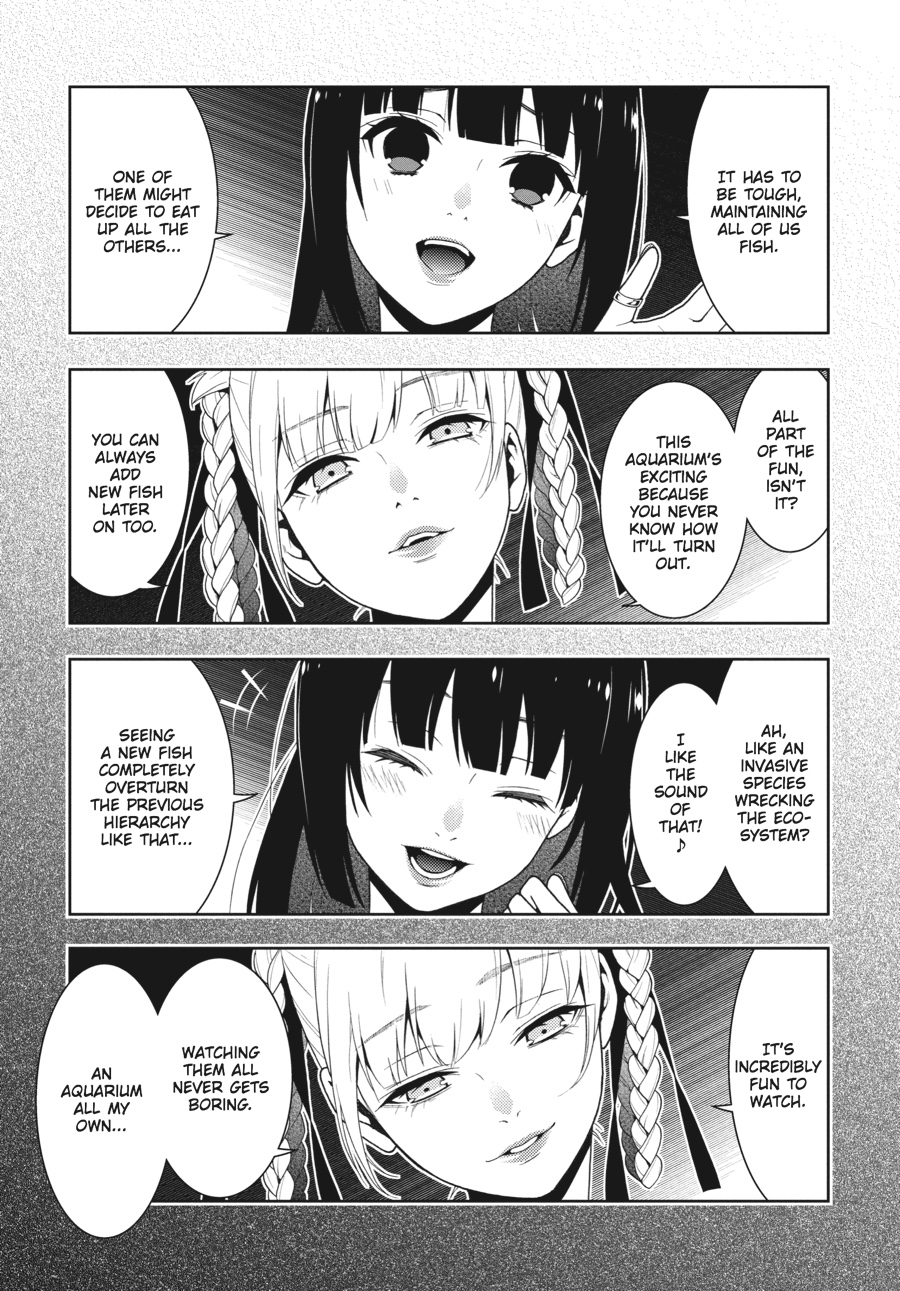 IT HAS TO
BE TOUGH,
MAINTAINING
ALL OF US
FISH.
ONE OF
THEM MIGHT
DECIDE TO EAT
UP ALL THE
OTHERS...
ALL
PART
OF THE
FUN,
ISN'T
IT?
THIS
AQUARIUM'S
EXCITING
BECAUSE
YOU NEVER
KNOW HOW
IT'LL TURN
OUT.
YOU CAN
ALWAYS
ADD
NEW FISH
LATER
ON TOO.
AH,
LIKE AN
INVASIVE
SPECIES
WRECKING
THE ECO-
SYSTEM?
I
LIKE
THE
SOUND
OF
THAT!
♪
SEEING
A NEW FISH
COMPLETELY
OVERTURN
THE PREVIOUS
HIERARCHY
LIKE THAT...
IT'S
INCREDIBLY
FUN TO
WATCH.
WATCHING
THEM ALL
NEVER GETS
BORING.
AN
AQUARIUM
ALL MY
OWN...